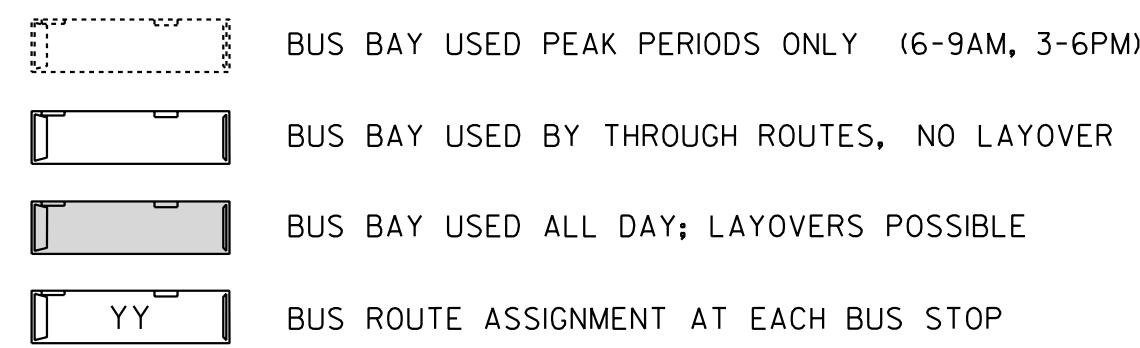 BUS BAY USED PEAK PERIODS ONLY (6-9AM, 3-6PM)
BUS BAY USED BY THROUGH ROUTES, NO LAYOVER
BUS BAY USED ALL DAY; LAYOVERS POSSIBLE
YY BUS ROUTE ASSIGNMENT AT EACH BUS STOP